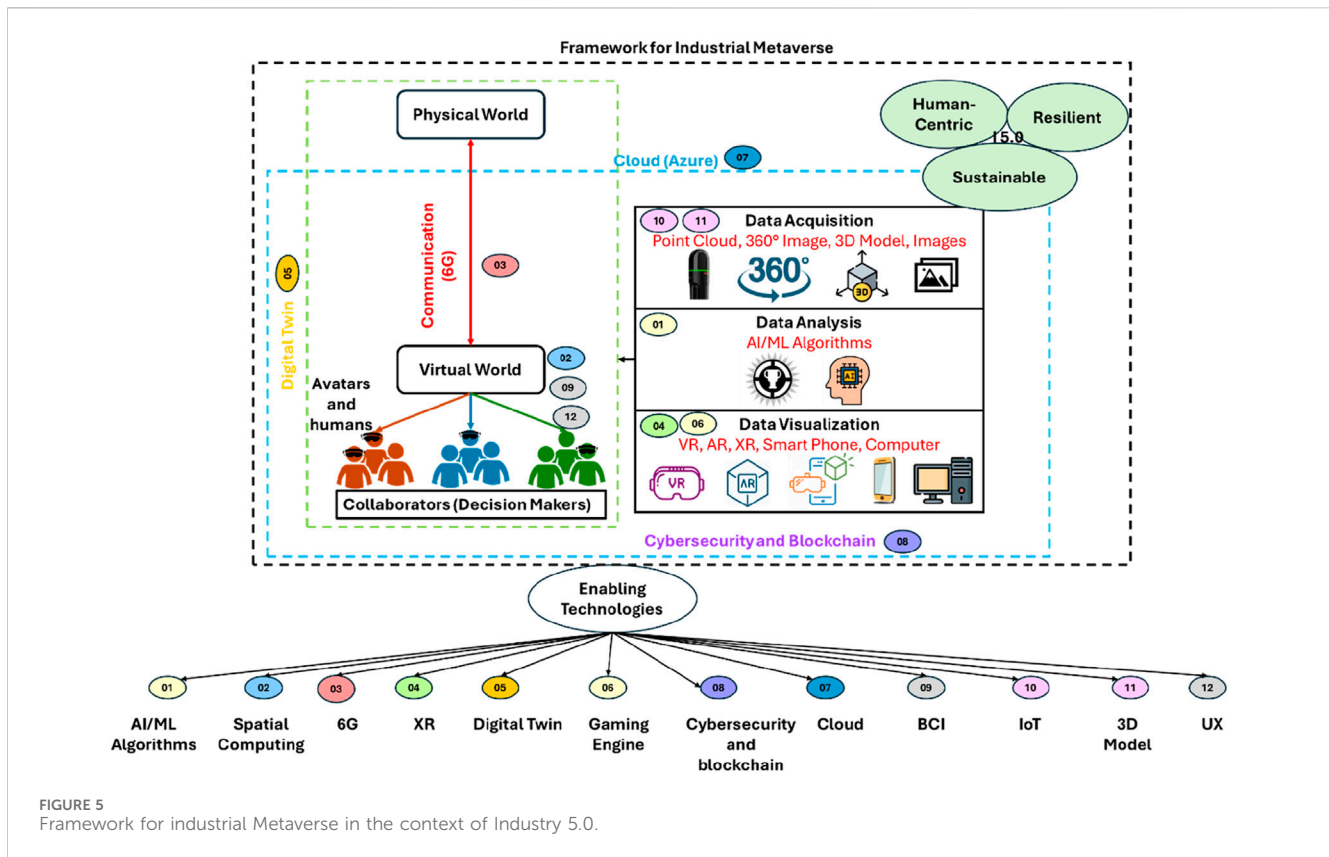 Framework for Industrial Metaverse
Physical World
Human-
Centric
Resilient
I 5.0
Sustainable
Cloud (Azure) 07
Communication
(6G)
03
05
Digital Twin
10 11 Data Acquisition
Point Cloud, 360° Image, 3D Model, Images
360°
3D
01 Data Analysis
AI/ML Algorithms
AI
Virtual World
02
09
12
Avatars
and
humans
Collaborators (Decision Makers)
04 06 Data Visualization
VR, AR, XR, Smart Phone, Computer
VR
AR
Cybersecurity and Blockchain 08
Enabling
Technologies
01 02 03 04 05 06 08 07 09 10 11 12
AI/ML
Algorithms
Spatial
Computing
6G
XR
Digital Twin
Gaming
Engine
Cybersecurity
and
blockchain
Cloud
BCI
IoT
3D
Model
UX
FIGURE 5
Framework for industrial Metaverse in the context of Industry 5.0.